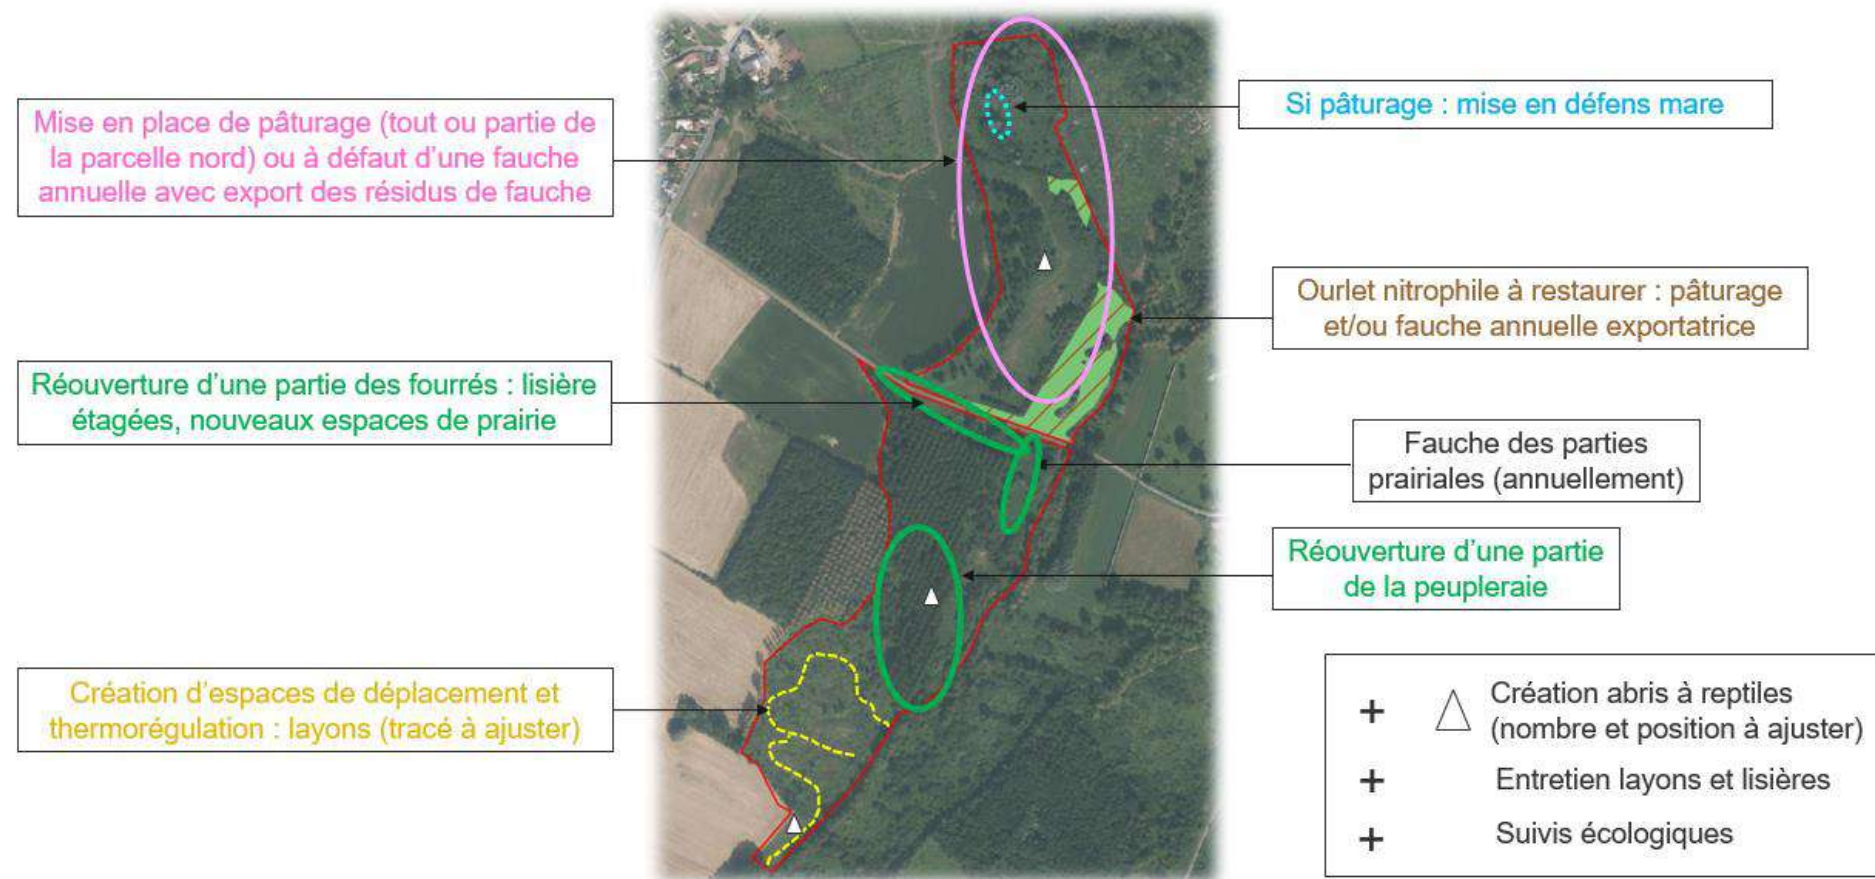 Mise en place de pâturage (tout ou partie de
la parcelle nord) ou à défaut d'une fauche
annuelle avec export des résidus de fauche
Réouverture d'une partie des fourrés : lisière
étagées, nouveaux espaces de prairie
Création d'espaces de déplacement et
thermorégulation : layons (tracé à ajuster)
Si pâturage : mise en défens mare
Ourlet nitrophile à restaurer : pâturage
et/ou fauche annuelle exportatrice
Fauche des parties
prairiales (annuellement)
Réouverture d'une partie
de la peupleraie
+ Création abris à reptiles
(nombre et position à ajuster)
+ Entretien layons et lisières
+ Suivis écologiques